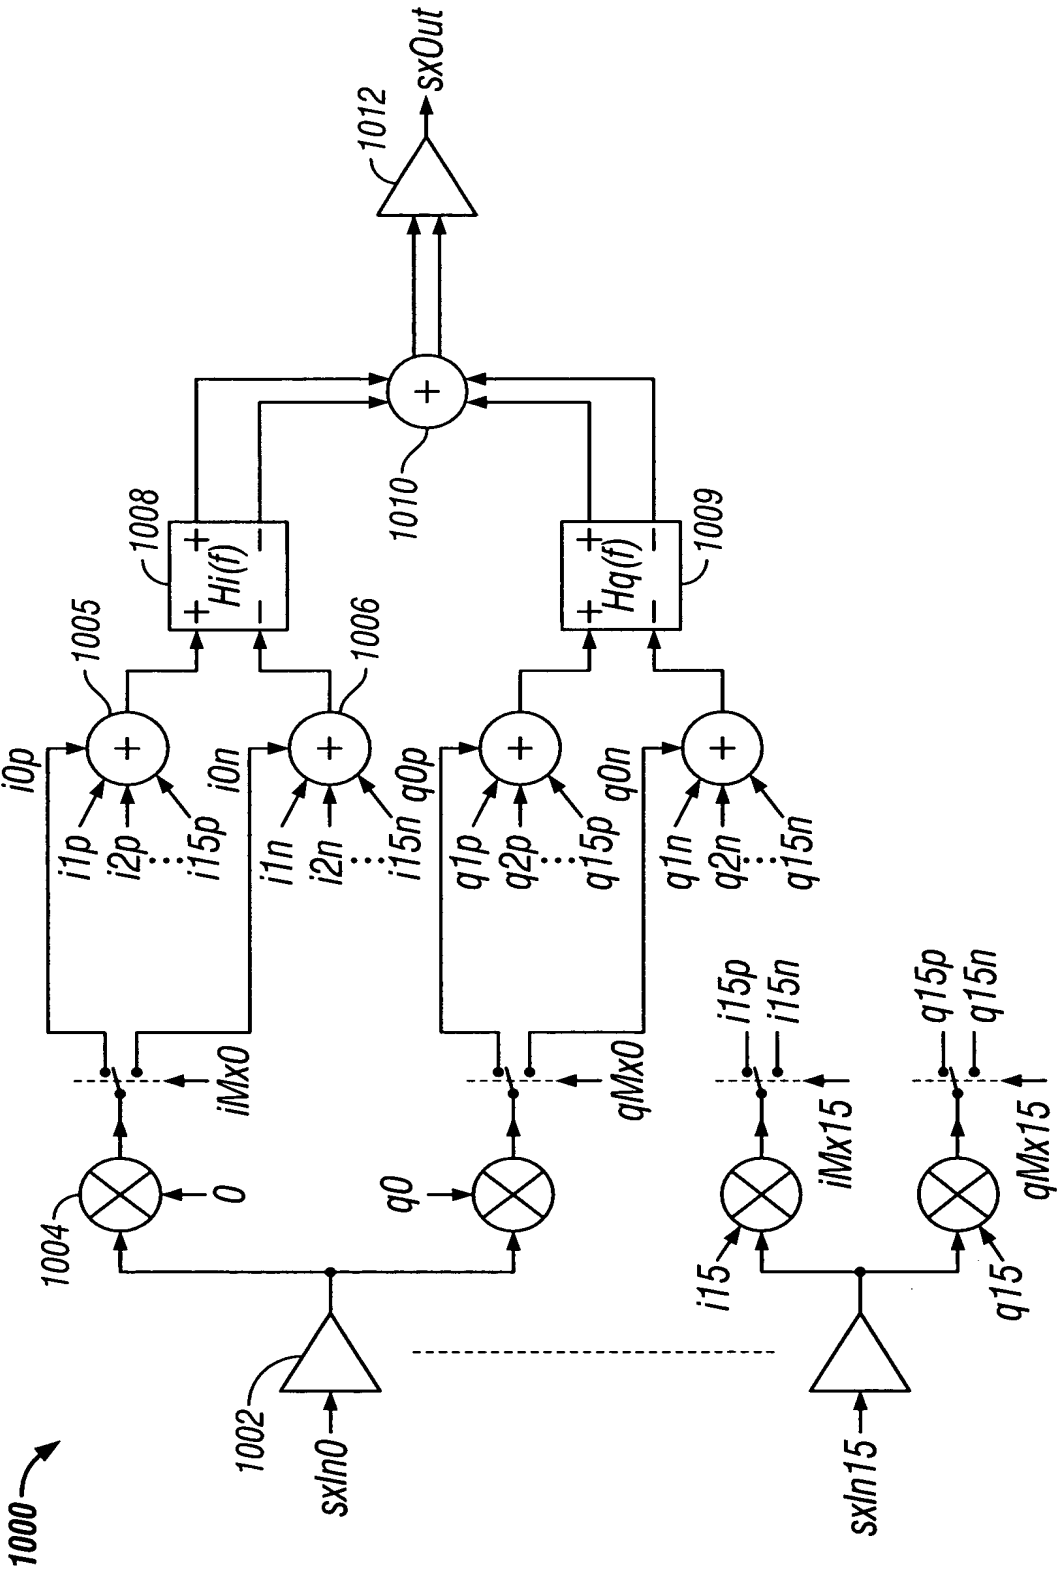 1000
sxIn0
1002
1004
0
iMx0
q0
qMx0
i0p
i1p
i2p
i15p
1005
i0n
i1n
i2n
i15n
1006
q0p
q1p
q2p
q15p
q0n
q1n
q2n
q15n
1008
+ +
Hi(f)
− −
+ +
Hq(f)
− −
1009
+
+
+
+
+
1010
1012
sxOut
sxIn15
i15
iMx15
i15p
i15n
q15
qMx15
q15p
q15n